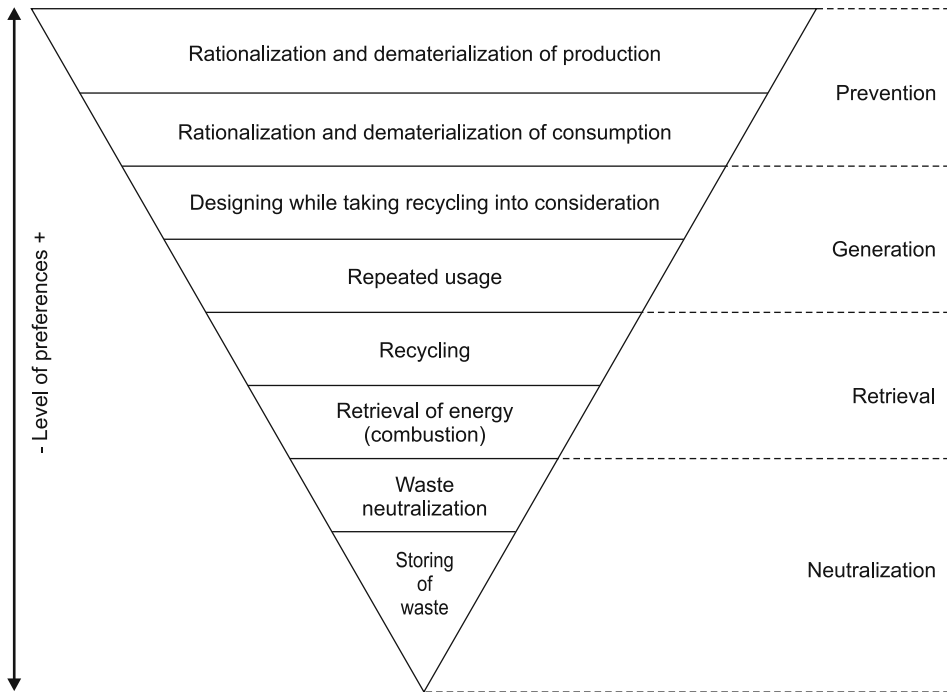 Rationalization and dematerialization of production
Prevention
Rationalization and dematerialization of consumption
Designing while taking recycling into consideration
Generation
Repeated usage
- Level of preferences +
Recycling
Retrieval
Retrieval of energy
(combustion)
Waste
neutralization
Storing
of
waste
Neutralization